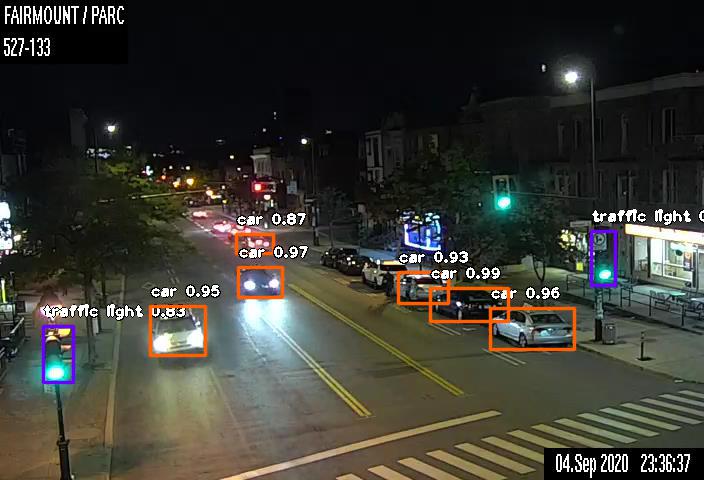 FAIRMOUNT / PARC
527-133
car 0.87
traffic light 0
car 0.97
car 0.93
car 0.99
car 0.95
car 0.96
traffic light 0.83
04.Sep 2020 23:36:37